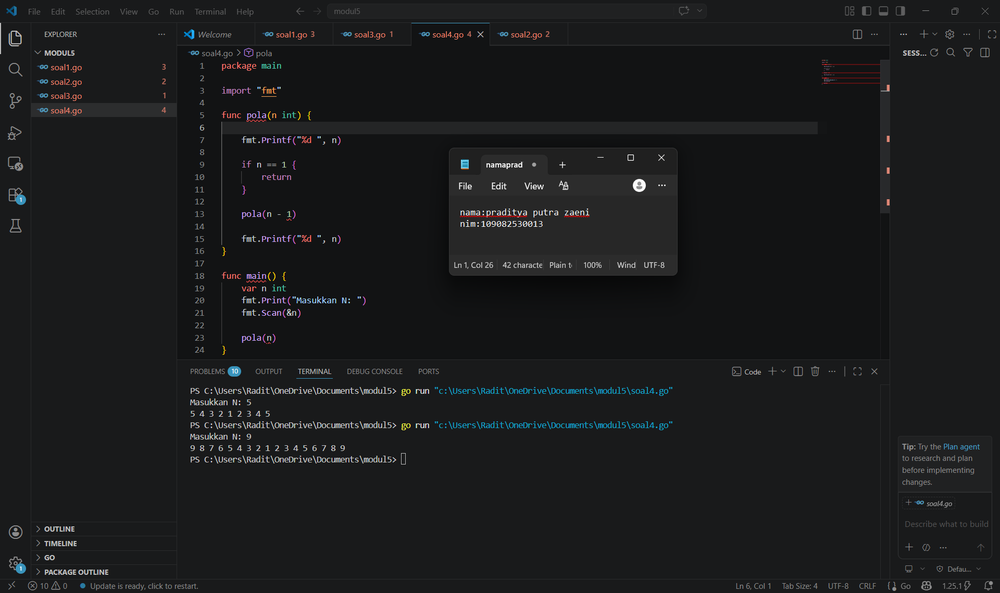 File Edit Selection View Go Run Terminal Help
modul5
EXPLORER
MODUL5
soal1.go 3
soal2.go 2
soal3.go 1
soal4.go 4
OUTLINE
TIMELINE
GO
PACKAGE OUTLINE
Welcome
soal1.go 3
soal3.go 1
soal4.go 4
soal2.go 2
soal4.go > pola
1 package main
2
3 import "fmt"
4
5 func pola(n int) {
6
7 fmt.Printf("%d ", n)
8
9 if n == 1 {
10 return
11 }
12
13 pola(n - 1)
14
15 fmt.Printf("%d ", n)
16 }
17
18 func main() {
19 var n int
20 fmt.Print("Masukkan N: ")
21 fmt.Scan(&n)
22
23 pola(n)
24 }
namaprad
File Edit View
nama:praditya putra zaeni
nim:109082530013
Ln 1, Col 26 42 characte Plain t 100% Wind UTF-8
PROBLEMS 10 OUTPUT TERMINAL DEBUG CONSOLE PORTS
Code
PS C:\Users\Radit\OneDrive\Documents\modul5> go run "c:\Users\Radit\OneDrive\Documents\modul5\soal4.go"
Masukkan N: 5
5 4 3 2 1 2 3 4 5
PS C:\Users\Radit\OneDrive\Documents\modul5> go run "c:\Users\Radit\OneDrive\Documents\modul5\soal4.go"
Masukkan N: 9
9 8 7 6 5 4 3 2 1 2 3 4 5 6 7 8 9
PS C:\Users\Radit\OneDrive\Documents\modul5>
SESS...
Tip: Try the Plan agent
to research and plan
before implementing
changes.
soal4.go
Describe what to build
Defau...
1
1
10 0 Update is ready, click to restart.
Ln 6, Col 1 Tab Size: 4 UTF-8 CRLF Go 1.25.1